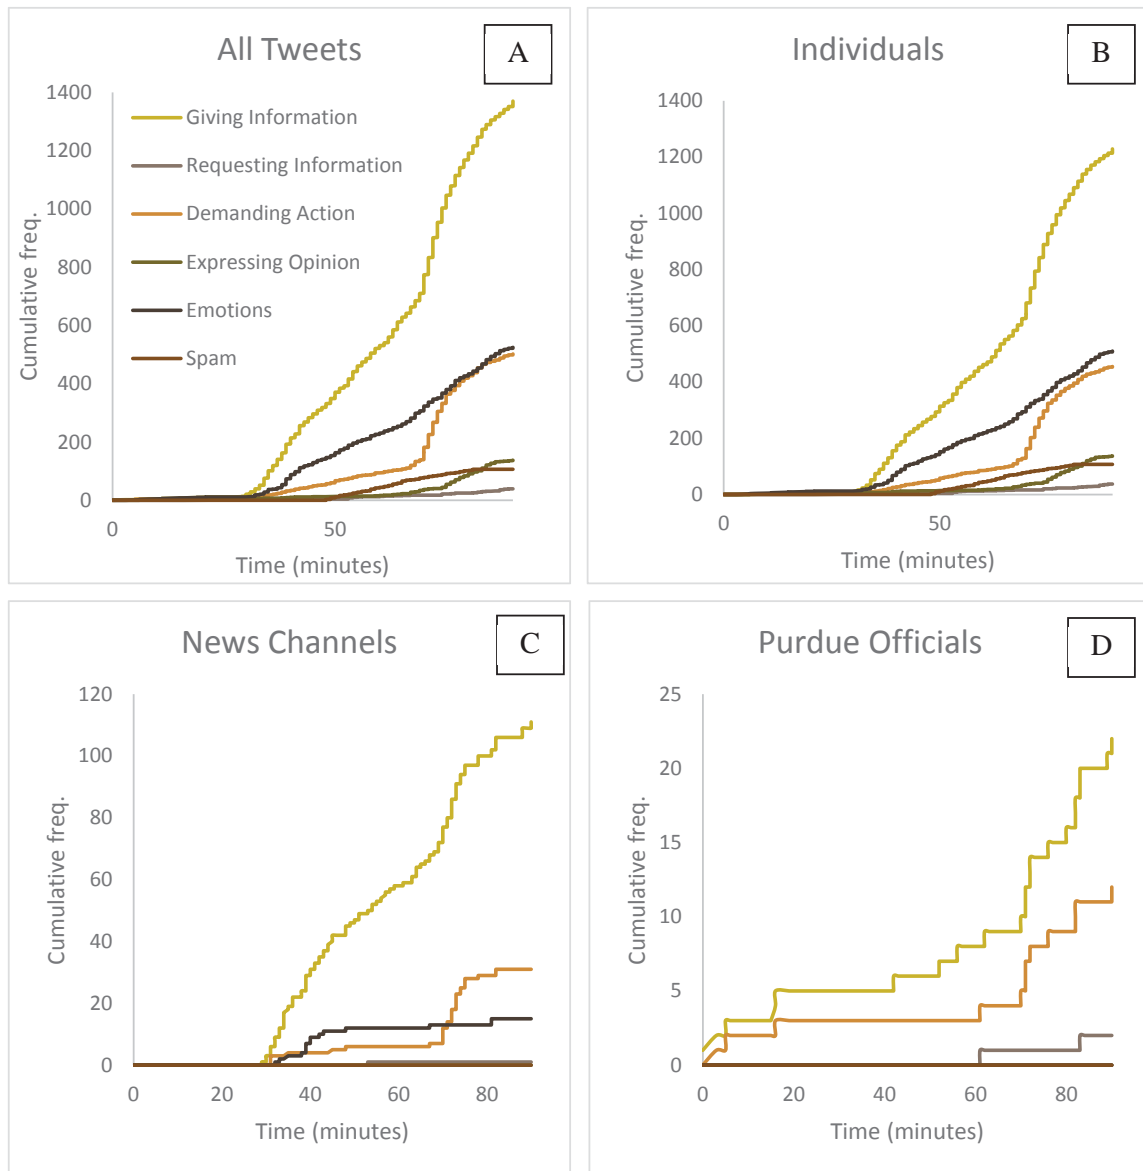 All Tweets
A
1400
1200
1000
800
600
400
200
0
0
50
Cumulative freq.
Time (minutes)
Giving Information
Requesting Information
Demanding Action
Expressing Opinion
Emotions
Spam
Individuals
B
1400
1200
1000
800
600
400
200
0
0
50
Cumulutive freq.
Time (minutes)
News Channels
C
120
100
80
60
40
20
0
0
20
40
60
80
Cumulative freq.
Time (minutes)
Purdue Officials
D
25
20
15
10
5
0
0
20
40
60
80
Cumulative freq.
Time (minutes)